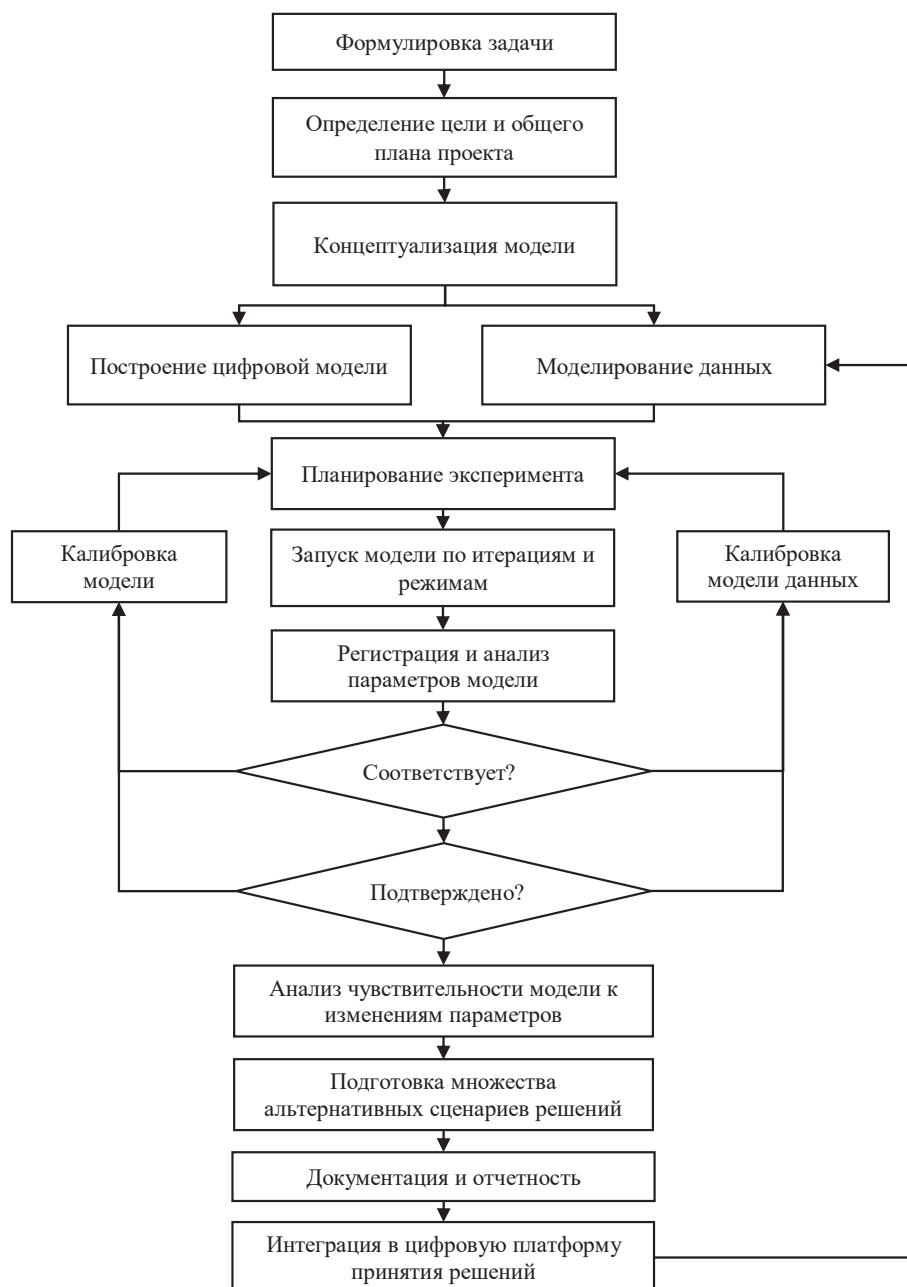 Формулировка задачи
Определение цели и общего
плана проекта
Концептуализация модели
Построение цифровой модели
Моделирование данных
Планирование эксперимента
Калибровка
модели
Запуск модели по итерациям и
режимам
Калибровка
модели данных
Регистрация и анализ
параметров модели
Соответствует?
Подтверждено?
Анализ чувствительности модели к
изменениям параметров
Подготовка множества
альтернативных сценариев решений
Документация и отчетность
Интеграция в цифровую платформу
принятия решений